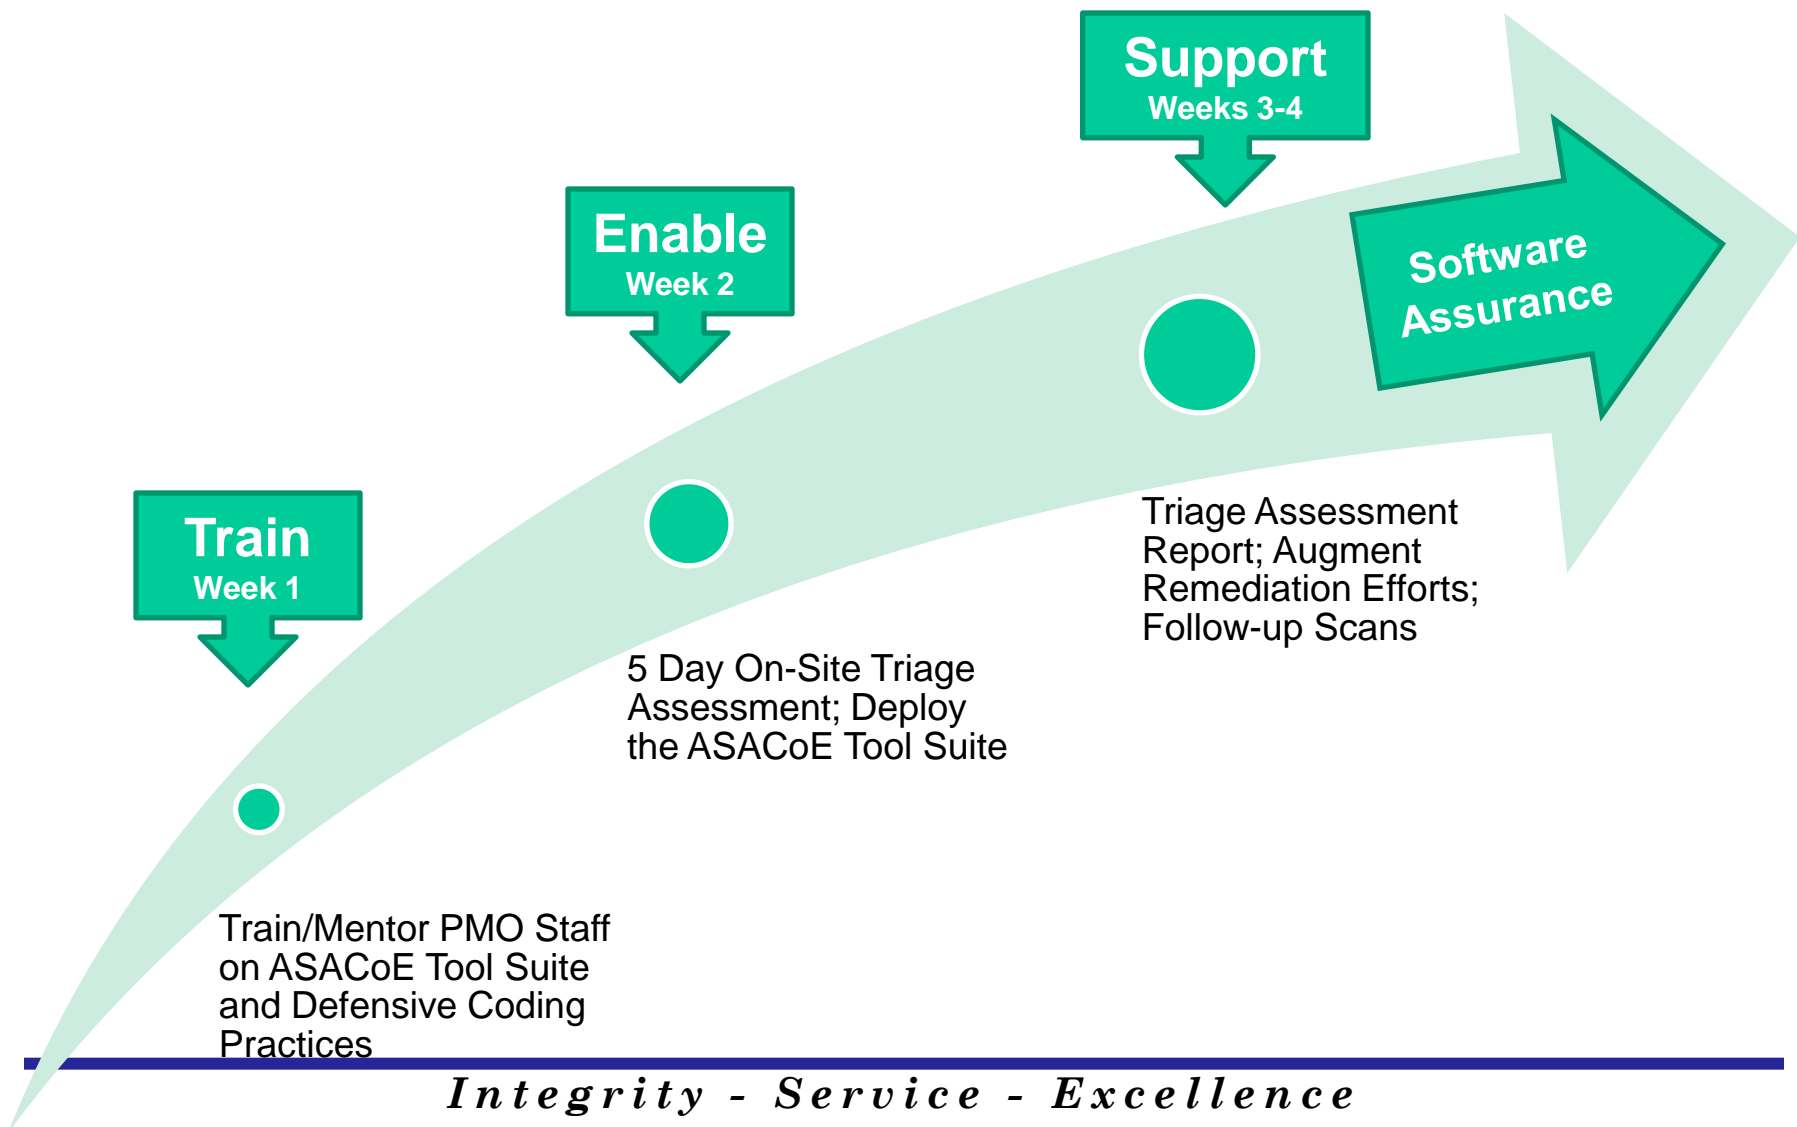 Support
Weeks 3-4
Software
Assurance
Enable
Week 2
Train
Week 1
Triage Assessment
Report; Augment
Remediation Efforts;
Follow-up Scans
5 Day On-Site Triage
Assessment; Deploy
the ASACoE Tool Suite
Train/Mentor PMO Staff
on ASACoE Tool Suite
and Defensive Coding
Practices
Integrity - Service - Excellence